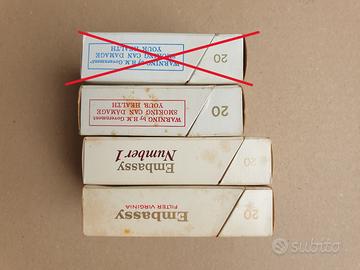 WARNING by H.M. Government
SMOKING CAN DAMAGE
YOUR HEALTH
20
WARNING by H.M. Government
SMOKING CAN DAMAGE
YOUR HEALTH
20
Embassy
Number 1
20
Embassy
FILTER VIRGINIA
20
subito